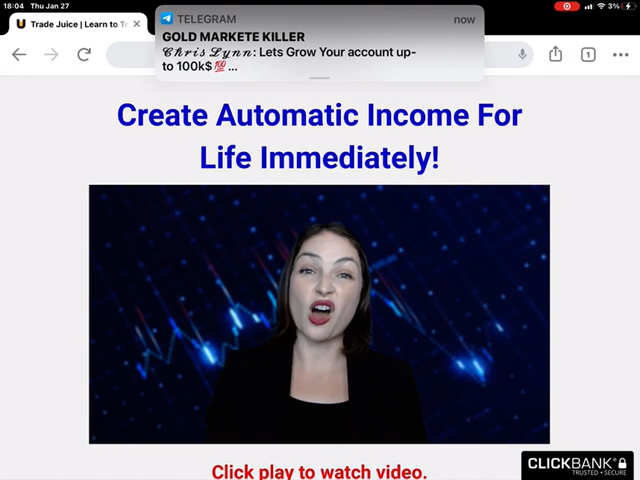 18:04 Thu Jan 27
3%
Trade Juice | Learn to Tr
TELEGRAM now
GOLD MARKETE KILLER
𝓒𝓱𝓻𝓲𝓼 𝓛𝔂𝓷𝓷: Lets Grow Your account up-
to 100k$💯 ...
1
Create Automatic Income For
Life Immediately!
CLICKBANK®
TRUSTED • SECURE
Click play to watch video.